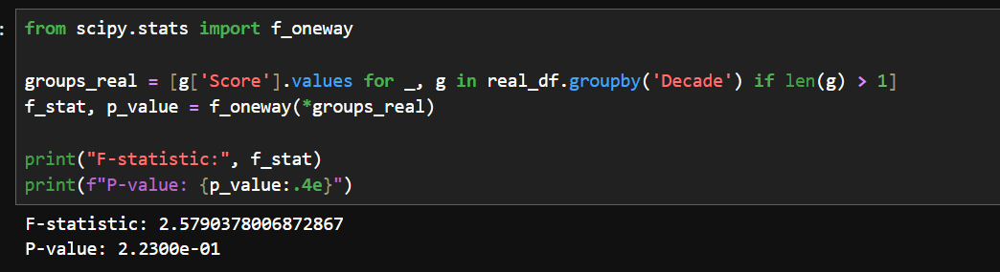 :
from scipy.stats import f_oneway
groups_real = [g['Score'].values for _, g in real_df.groupby('Decade') if len(g) > 1]
f_stat, p_value = f_oneway(*groups_real)
print("F-statistic:", f_stat)
print(f"P-value: {p_value:.4e}")
F-statistic: 2.5790378006872867
P-value: 2.2300e-01